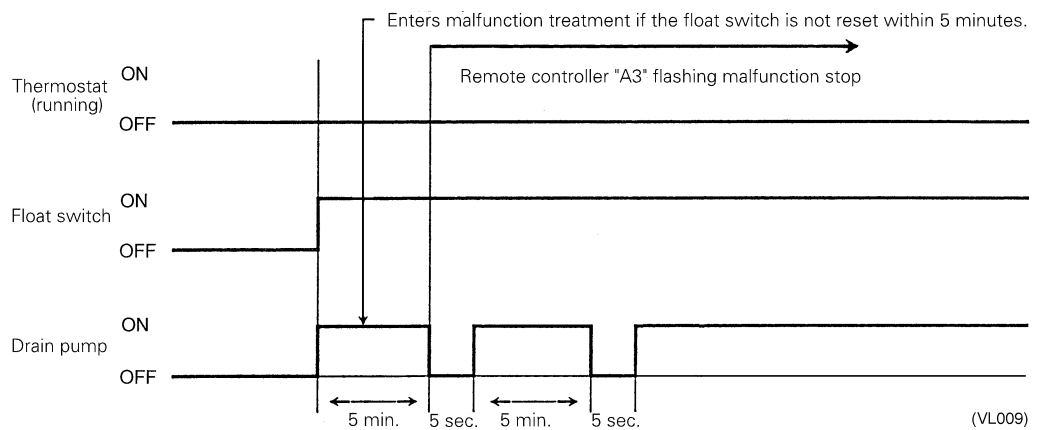 Enters malfunction treatment if the float switch is not reset within 5 minutes.
Remote controller "A3" flashing malfunction stop
Thermostat
(running)
ON
OFF
Float switch
ON
OFF
Drain pump
ON
OFF
5 min.
5 sec.
5 min.
5 sec.
(VL009)